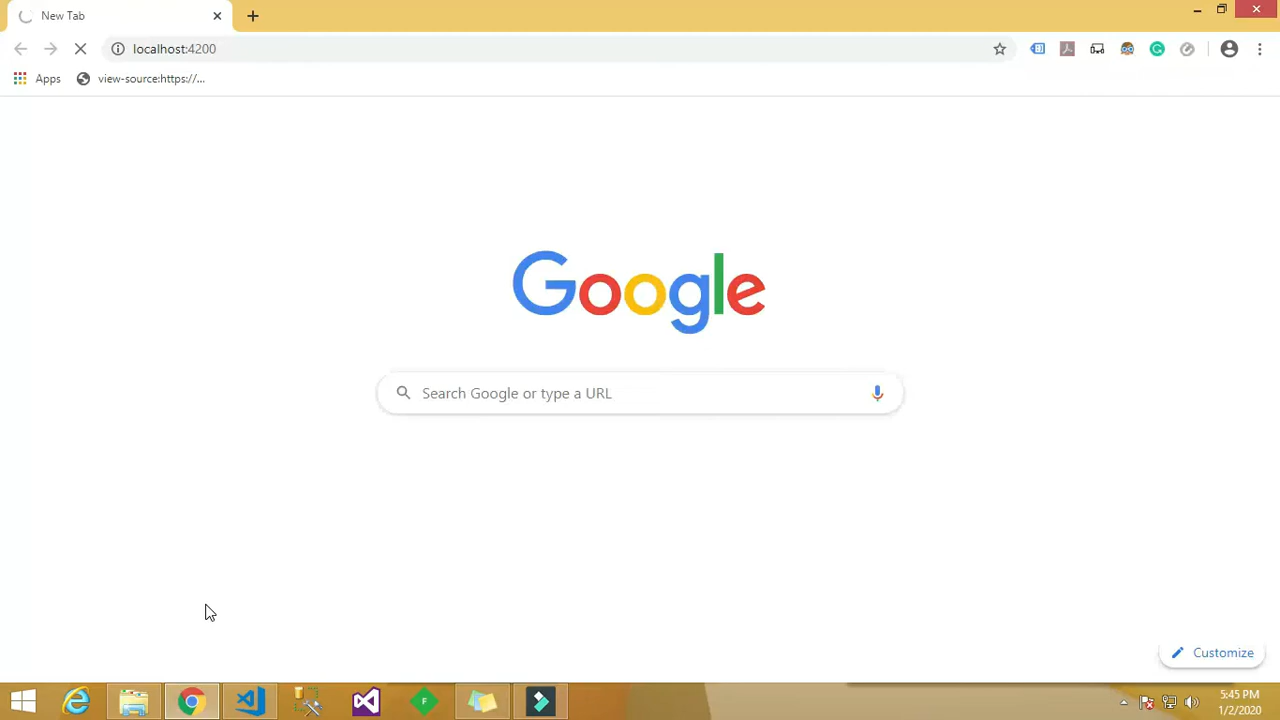 New Tab
localhost:4200
Apps
view-source:https://...
Google
Search Google or type a URL
Customize
F
5:45 PM
1/2/2020